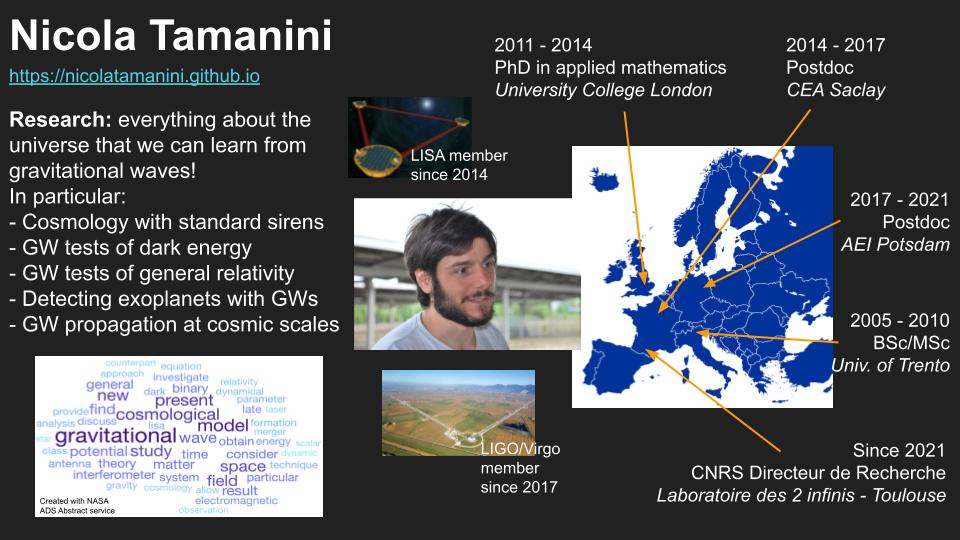 Nicola Tamanini
https://nicolatamanini.github.io
Research: everything about the
universe that we can learn from
gravitational waves!
In particular:
- Cosmology with standard sirens
- GW tests of dark energy
- GW tests of general relativity
- Detecting exoplanets with GWs
- GW propagation at cosmic scales
counterpart equation
approach investigate relativity
general dark binary dynamical
new present parameter
provide find cosmological late laser
analysis discuss lisa model formation
merger
star gravitational wave obtain energy scalar
class potential study time consider dynamic
antenna theory matter space technique
interferometer system field particular
gravity cosmology allow result
electromagnetic
observation
Created with NASA
ADS Abstract service
LISA member
since 2014
LIGO/Virgo
member
since 2017
2011 - 2014
PhD in applied mathematics
University College London
2014 - 2017
Postdoc
CEA Saclay
2017 - 2021
Postdoc
AEI Potsdam
2005 - 2010
BSc/MSc
Univ. of Trento
Since 2021
CNRS Directeur de Recherche
Laboratoire des 2 infinis - Toulouse